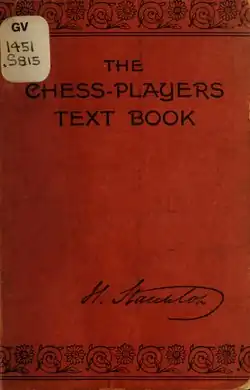 GV
1451
.S815
THE
CHESS-PLAYERS
TEXT BOOK
H. Staunton